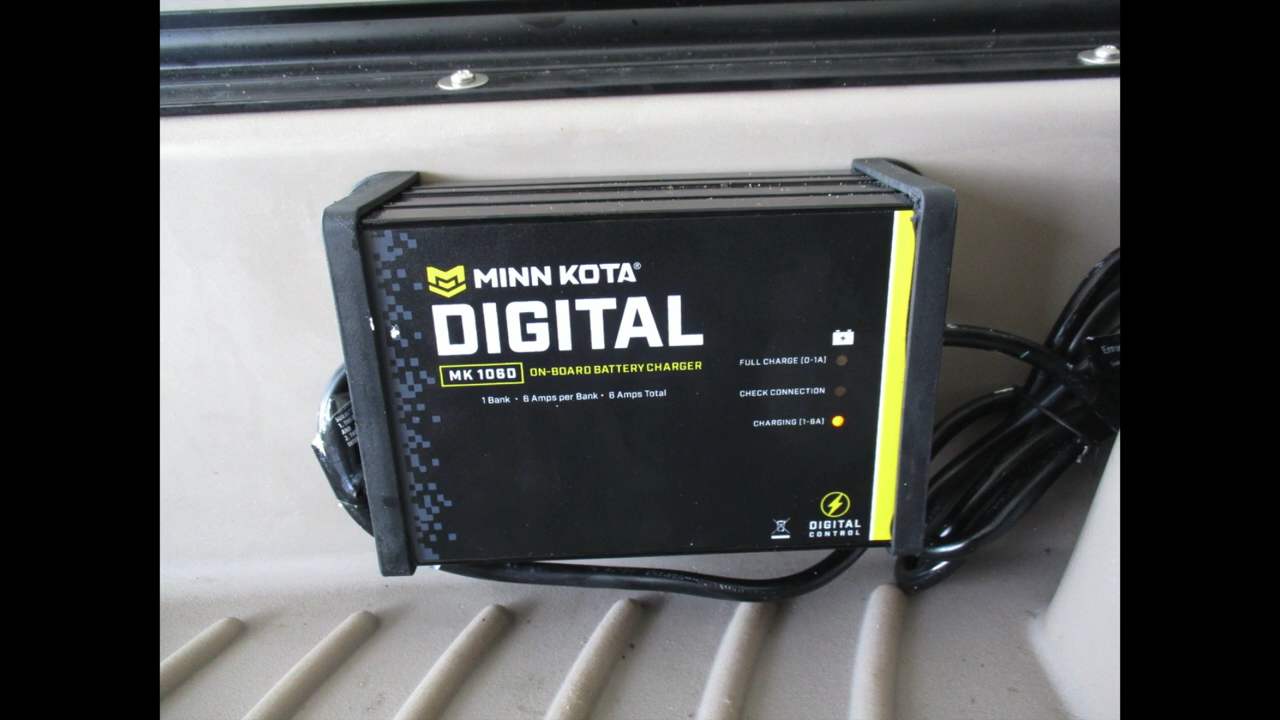 MINN KOTA®
DIGITAL
MK 106D ON-BOARD BATTERY CHARGER
1 Bank • 6 Amps per Bank • 6 Amps Total
FULL CHARGE (0-1A)
CHECK CONNECTION
CHARGING (1-6A)
DIGITAL
CONTROL